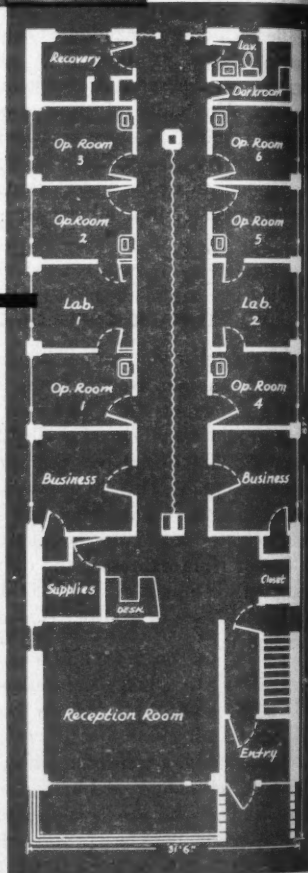 Recovery
Lav.
Darkroom
Op. Room
3
Op. Room
6
Op. Room
2
Op. Room
5
Lab.
1
Lab.
2
Op. Room
1
Op. Room
4
Business
Business
Supplies
DESK
Closet
Reception Room
Entry
31'6"